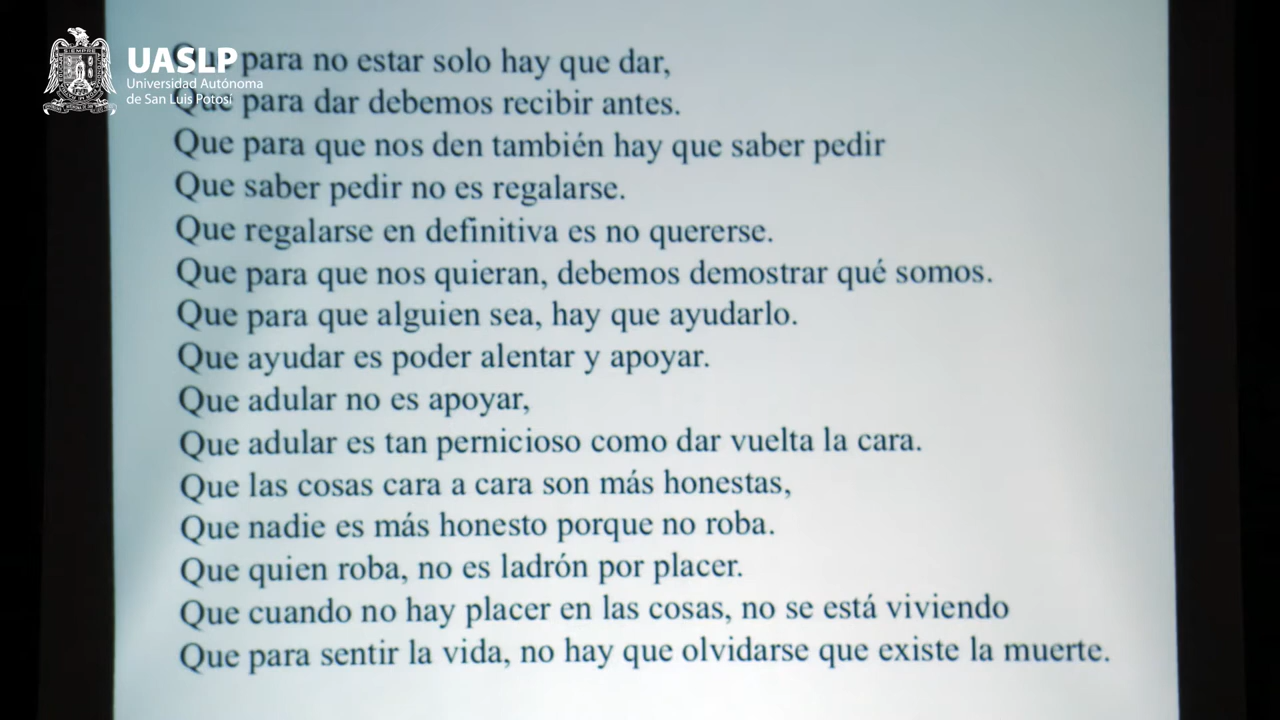 SIEMPRE
UASLP
Universidad Autónoma
de San Luis Potosí
Que para no estar solo hay que dar,
Que para dar debemos recibir antes.
Que para que nos den también hay que saber pedir
Que saber pedir no es regalarse.
Que regalarse en definitiva es no quererse.
Que para que nos quieran, debemos demostrar qué somos.
Que para que alguien sea, hay que ayudarlo.
Que ayudar es poder alentar y apoyar.
Que adular no es apoyar,
Que adular es tan pernicioso como dar vuelta la cara.
Que las cosas cara a cara son más honestas,
Que nadie es más honesto porque no roba.
Que quien roba, no es ladrón por placer.
Que cuando no hay placer en las cosas, no se está viviendo
Que para sentir la vida, no hay que olvidarse que existe la muerte.